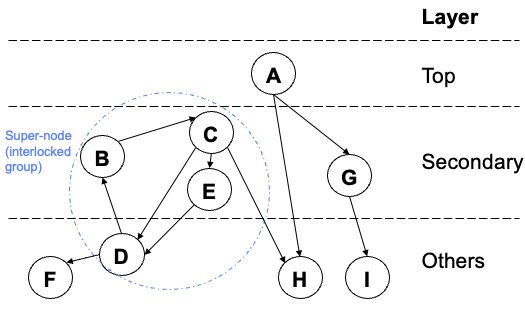 Layer
A
Top
Super-node
(interlocked
group)
C
B
Secondary
E
G
D
Others
F
H
I